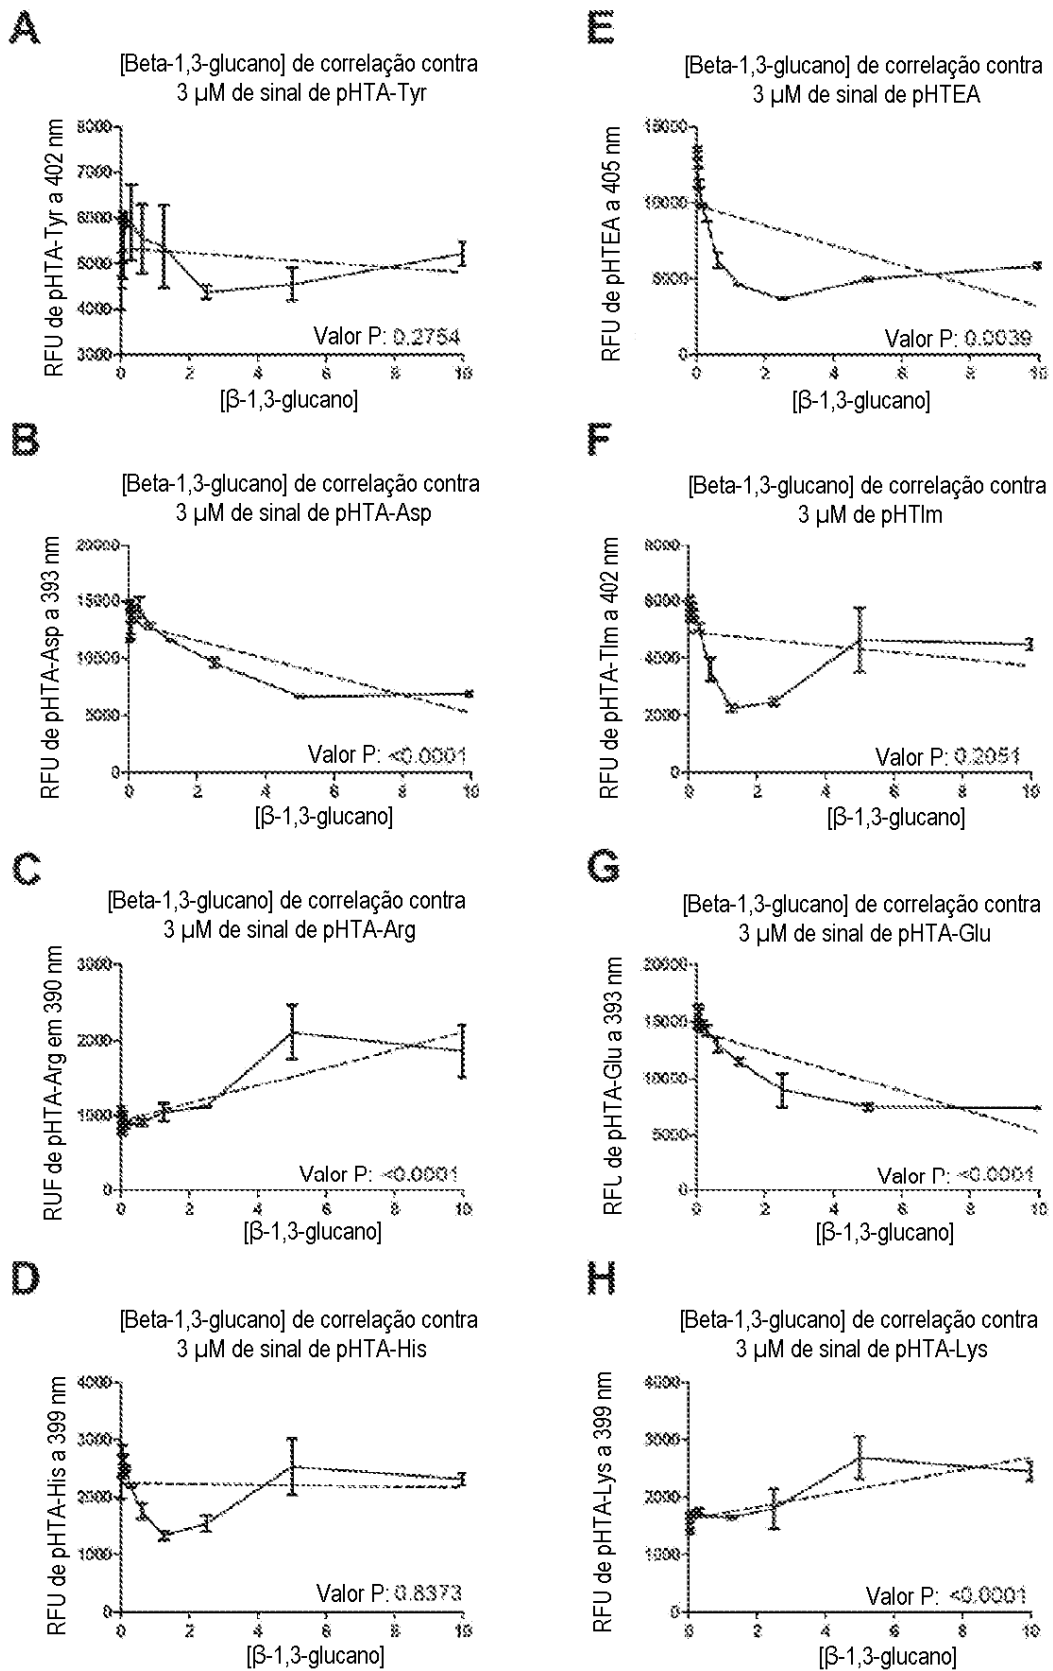 A
[Beta-1,3-glucano] de correlação contra
3 µM de sinal de pHTA-Tyr
RFU de pHTA-Tyr a 402 nm
8000
7000
6000
5000
4000
3000
0 2 4 6 8 10
Valor P: 0.2754
[β-1,3-glucano]
B
[Beta-1,3-glucano] de correlação contra
3 µM de sinal de pHTA-Asp
RFU de pHTA-Asp a 393 nm
20000
15000
10000
5000
0
0 2 4 6 8 10
Valor P: <0.0001
[β-1,3-glucano]
C
[Beta-1,3-glucano] de correlação contra
3 µM de sinal de pHTA-Arg
RUF de pHTA-Arg em 390 nm
3000
2000
1000
0
0 2 4 6 8 10
Valor P: <0.0001
[β-1,3-glucano]
D
[Beta-1,3-glucano] de correlação contra
3 µM de sinal de pHTA-His
RFU de pHTA-His a 399 nm
4000
3000
2000
1000
0
0 2 4 6 8 10
Valor P: 0.8373
[β-1,3-glucano]
E
[Beta-1,3-glucano] de correlação contra
3 µM de sinal de pHTEA
RFU de pHTEA a 405 nm
15000
10000
5000
0
0 2 4 6 8 10
Valor P: 0.0039
[β-1,3-glucano]
F
[Beta-1,3-glucano] de correlação contra
3 µM de pHTIm
RFU de pHTA-TIm a 402 nm
8000
6000
4000
2000
0
0 2 4 6 8 10
Valor P: 0.2051
[β-1,3-glucano]
G
[Beta-1,3-glucano] de correlação contra
3 µM de sinal de pHTA-Glu
RFU de pHTA-Glu a 393 nm
20000
15000
10000
5000
0
0 2 4 6 8 10
Valor P: <0.0001
[β-1,3-glucano]
H
[Beta-1,3-glucano] de correlação contra
3 µM de sinal de pHTA-Lys
RFU de pHTA-Lys a 399 nm
4000
3000
2000
1000
0
0 2 4 6 8 10
Valor P: <0.0001
[β-1,3-glucano]